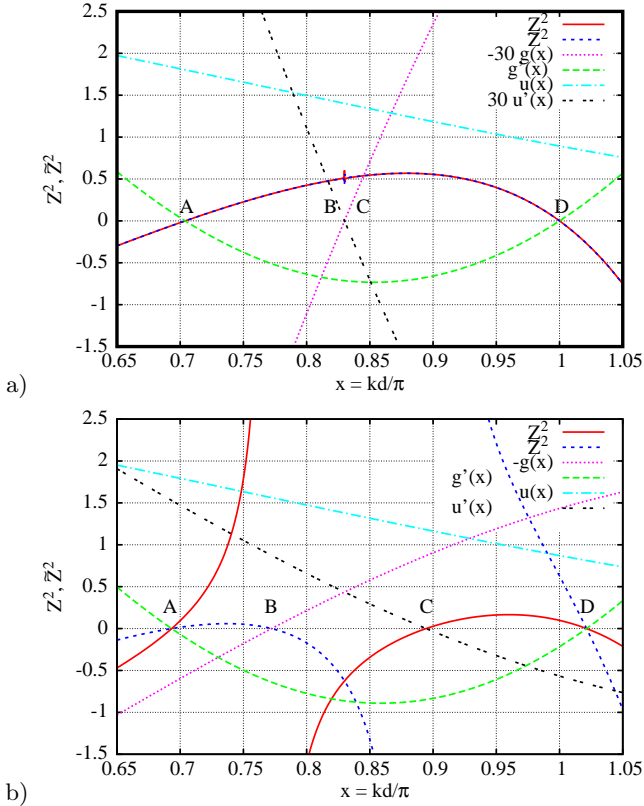 2.5
2
1.5
1
0.5
0
-0.5
-1
-1.5
Z², Z̃²
Z²
Z̃²
-30 g(x)
g'(x)
u(x)
30 u'(x)
A
B
C
D
0.65 0.7 0.75 0.8 0.85 0.9 0.95 1 1.05
x = kd/π
a)
2.5
2
1.5
1
0.5
0
-0.5
-1
-1.5
Z², Z̃²
Z²
Z̃²
-g(x)
g'(x)
u(x)
u'(x)
A
B
C
D
0.65 0.7 0.75 0.8 0.85 0.9 0.95 1 1.05
x = kd/π
b)